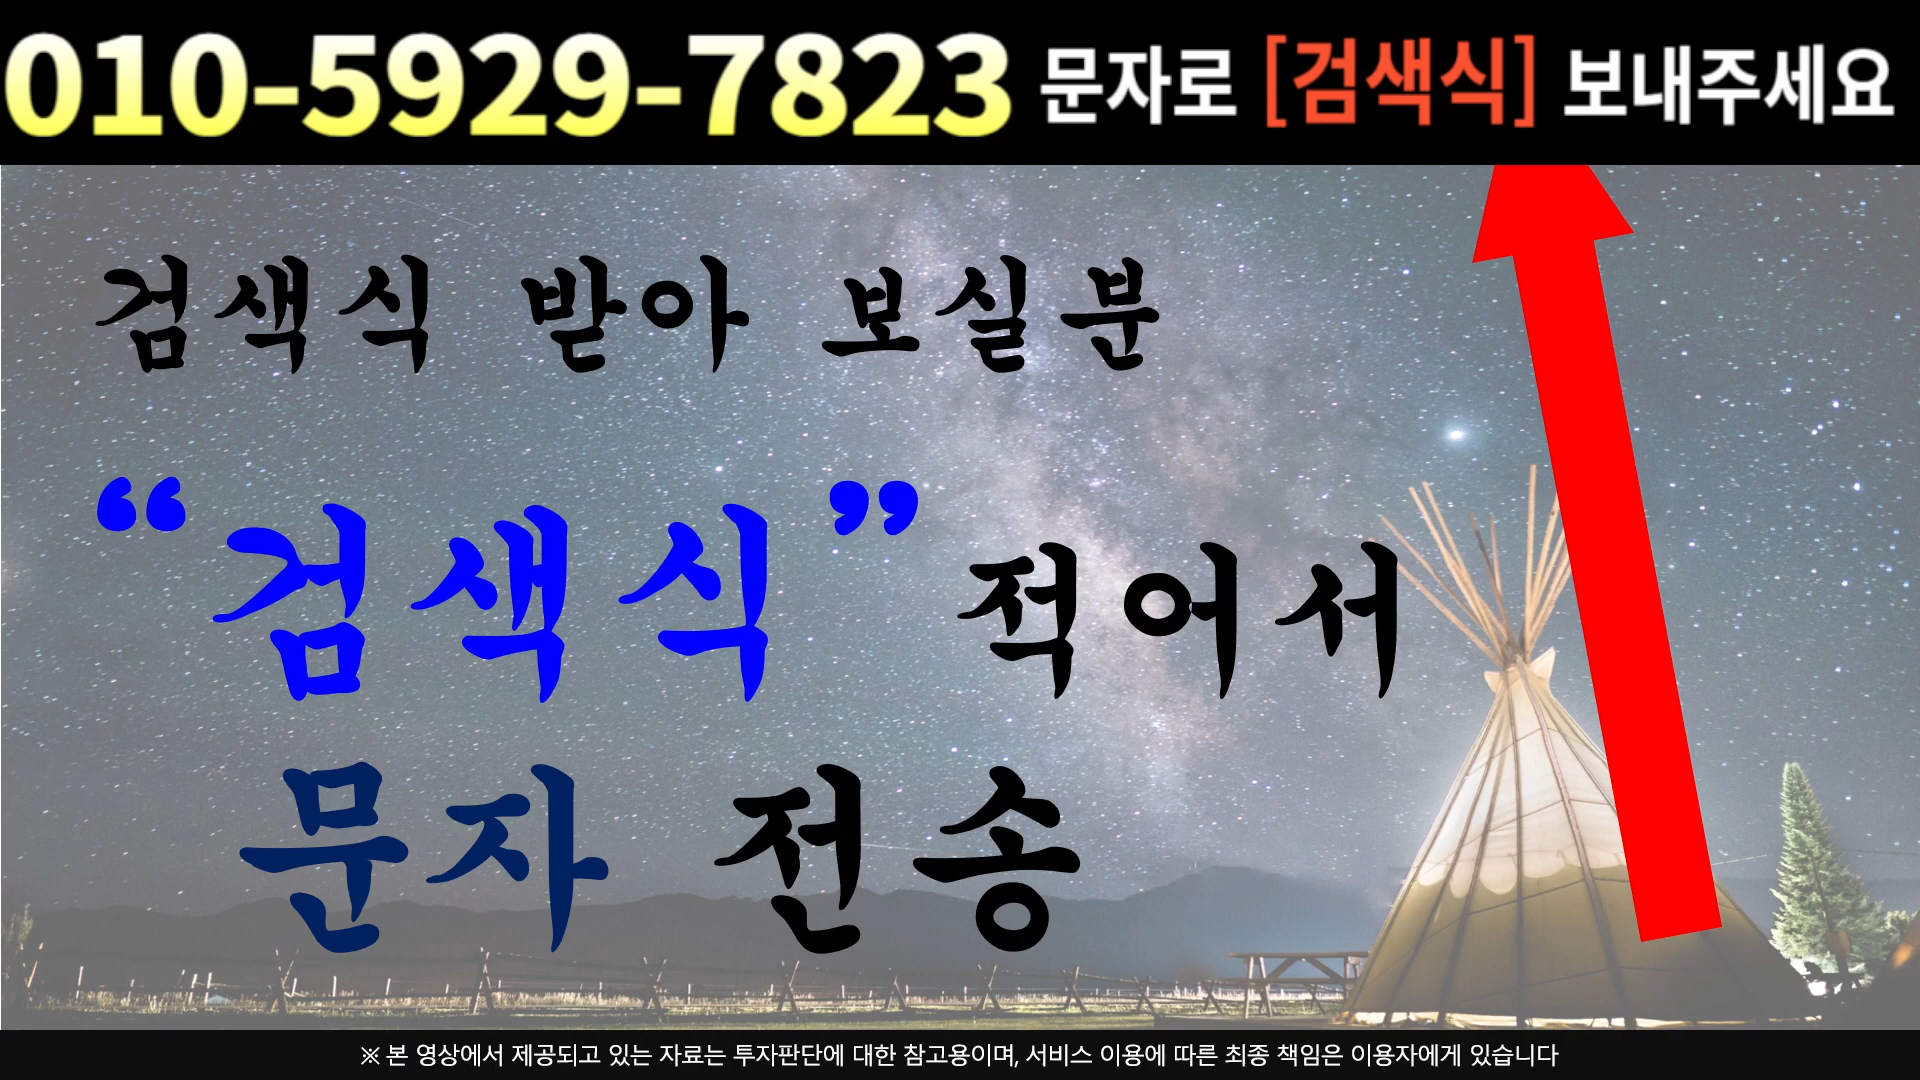 010-5929-7823 문자로 [검색식] 보내주세요
검색식 받아 보실분
“검색식” 적어서
문자 전송
※ 본 영상에서 제공되고 있는 자료는 투자판단에 대한 참고용이며, 서비스 이용에 따른 최종 책임은 이용자에게 있습니다